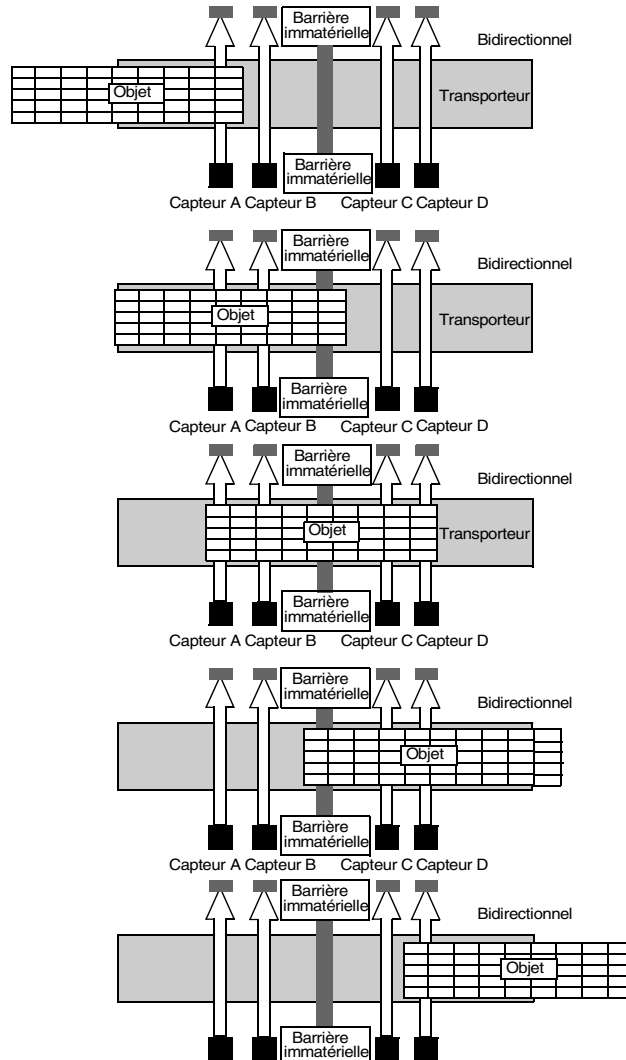 Barrière
immatérielle
Bidirectionnel
Objet
Transporteur
Barrière
immatérielle
Capteur A Capteur B Capteur C Capteur D
Barrière
immatérielle
Bidirectionnel
Objet
Transporteur
Barrière
immatérielle
Capteur A Capteur B Capteur C Capteur D
Barrière
immatérielle
Bidirectionnel
Objet
Transporteur
Barrière
immatérielle
Capteur A Capteur B Capteur C Capteur D
Barrière
immatérielle
Bidirectionnel
Objet
Barrière
immatérielle
Capteur A Capteur B Capteur C Capteur D
Barrière
immatérielle
Bidirectionnel
Objet
Barrière
immatérielle